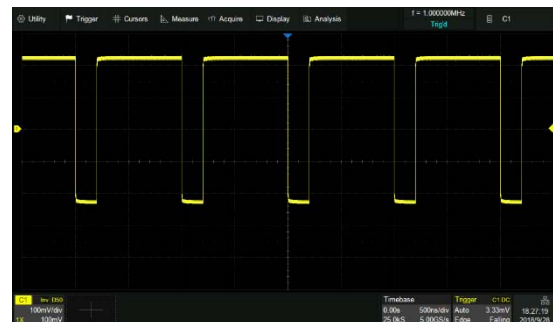 Utility Trigger Cursors Measure Acquire Display Analysis f = 1.000000MHz C1
Trig'd
C1 Inv D50 Timebase Trigger C1 DC
100mV/div 0.00s 500ns/div Auto 3.33mV 18:27:19
1X 100mV 25.0kS 5.00GS/s Edge Falling 2018/9/28